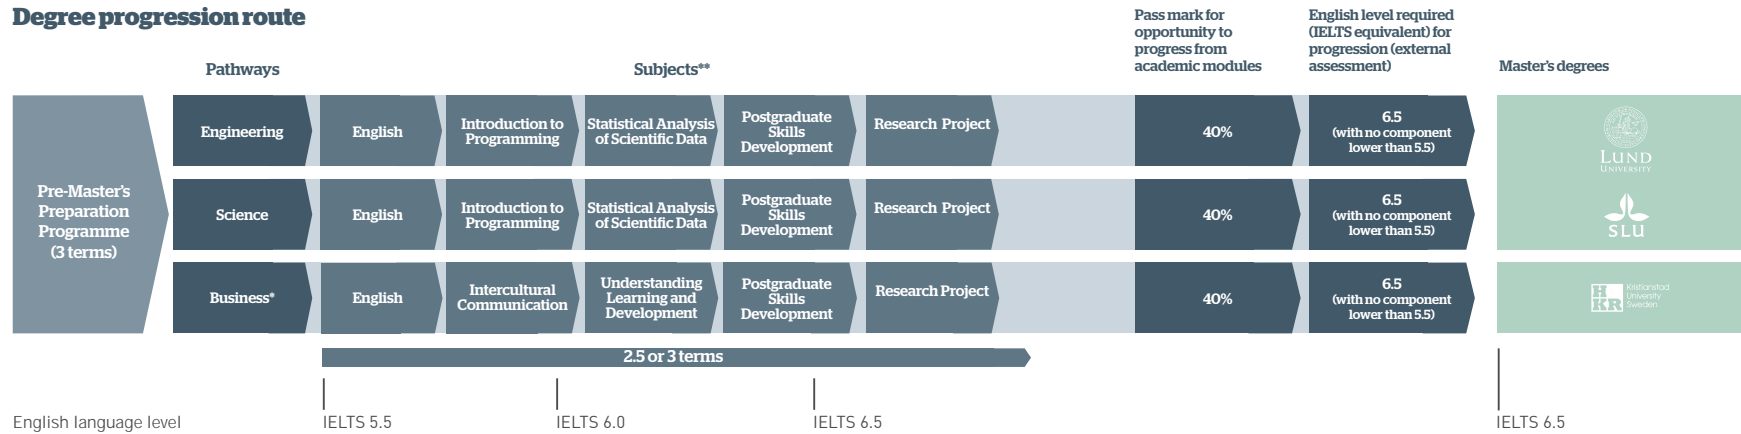 Degree progression route
Pathways
Subjects**
Pass mark for
opportunity to
progress from
academic modules
English level required
(IELTS equivalent) for
progression (external
assessment)
Master's degrees
Pre-Master's
Preparation
Programme
(3 terms)
Engineering
English
Introduction to
Programming
Statistical Analysis
of Scientific Data
Postgraduate
Skills
Development
Research Project
40%
6.5
(with no component
lower than 5.5)
LUND
UNIVERSITY
Science
English
Introduction to
Programming
Statistical Analysis
of Scientific Data
Postgraduate
Skills
Development
Research Project
40%
6.5
(with no component
lower than 5.5)
SLU
Business*
English
Intercultural
Communication
Understanding
Learning and
Development
Postgraduate
Skills
Development
Research Project
40%
6.5
(with no component
lower than 5.5)
HKR
Kristianstad
University
Sweden
2.5 or 3 terms
English language level
IELTS 5.5
IELTS 6.0
IELTS 6.5
IELTS 6.5